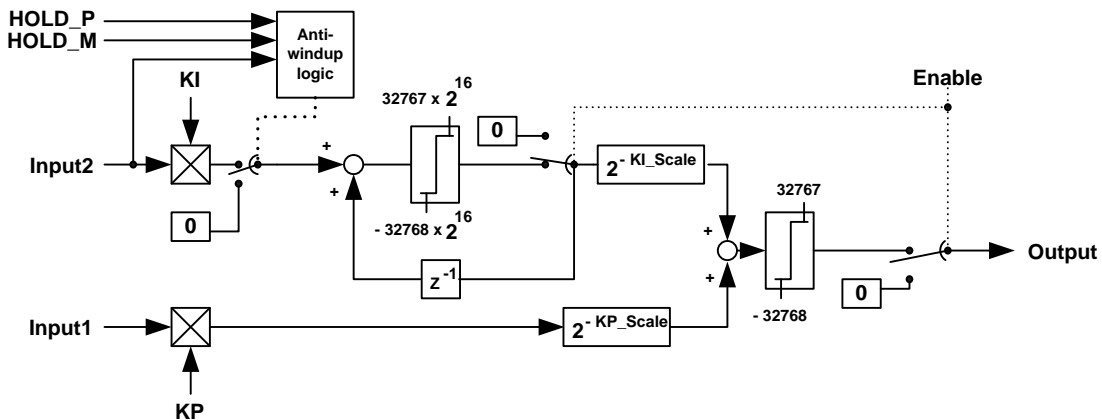 HOLD_P
HOLD_M
Anti-
windup
logic
KI
32767 x 2^16
Enable
0
Input2
+
+
2^- KI_Scale
0
- 32768 x 2^16
32767
+
+
Output
z^-1
0
Input1
2^- KP_Scale
- 32768
KP